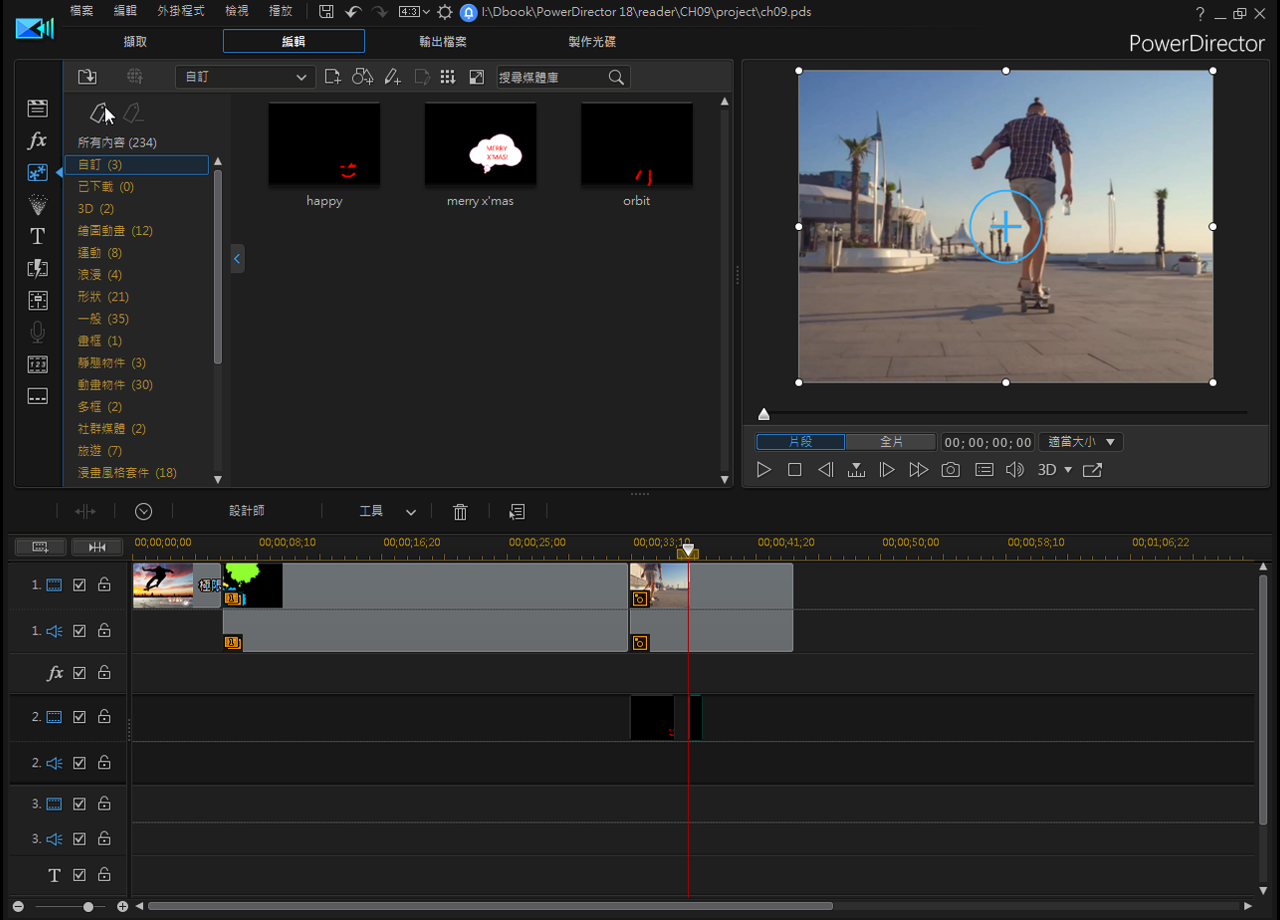 檔案 編輯 外掛程式 檢視 播放 4:3 I:\Dbook\PowerDirector 18\reader\CH09\project\ch09.pds ?
擷取 編輯 輸出檔案 製作光碟 PowerDirector
自訂 搜尋媒體庫
所有內容 (234)
自訂 (3)
已下載 (0)
3D (2)
繪圖動畫 (12)
運動 (8)
浪漫 (4)
形狀 (21)
一般 (35)
畫框 (1)
靜態物件 (3)
動畫物件 (30)
多框 (2)
社群媒體 (2)
旅遊 (7)
漫畫風格套件 (18)
fx
T
MERRY
X'MAS!
happy merry x'mas orbit
片段 全片 00;00;00;00 適當大小
3D
設計師 工具
00;00;00;00 00;00;08;10 00;00;16;20 00;00;25;00 00;00;33;10 00;00;41;20 00;00;50;00 00;00;58;10 00;01;06;22
1. 極限
1.
fx
2.
2.
3.
3.
T